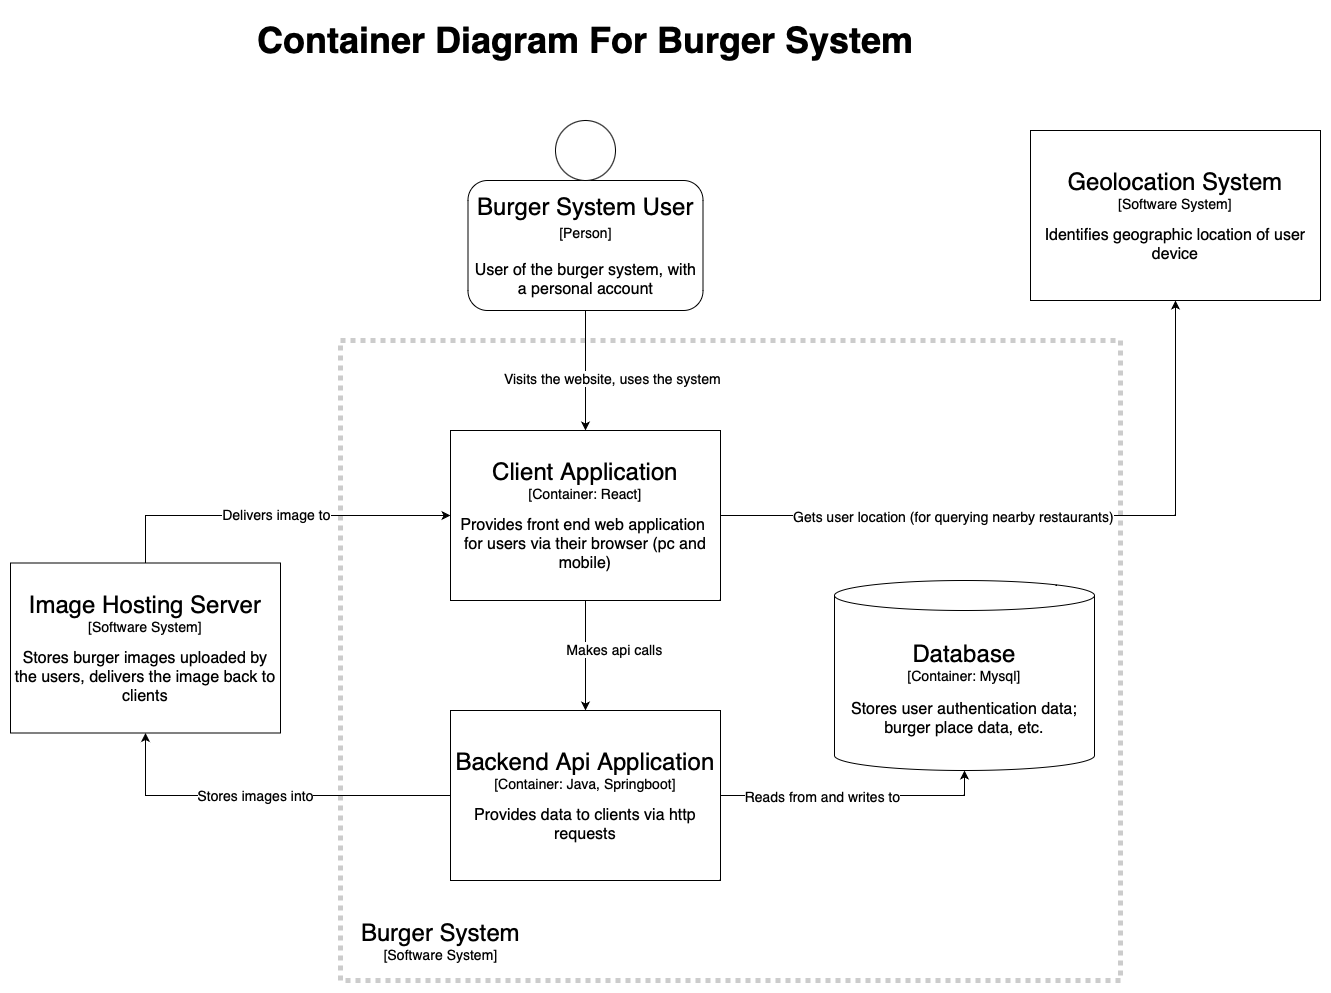 Container Diagram For Burger System
Burger System User
[Person]
User of the burger system, with
a personal account
Geolocation System
[Software System]
Identifies geographic location of user
device
Visits the website, uses the system
Client Application
[Container: React]
Provides front end web application
for users via their browser (pc and
mobile)
Delivers image to
Gets user location (for querying nearby restaurants)
Image Hosting Server
[Software System]
Stores burger images uploaded by
the users, delivers the image back to
clients
Makes api calls
Database
[Container: Mysql]
Stores user authentication data;
burger place data, etc.
Backend Api Application
[Container: Java, Springboot]
Provides data to clients via http
requests
Stores images into
Reads from and writes to
Burger System
[Software System]